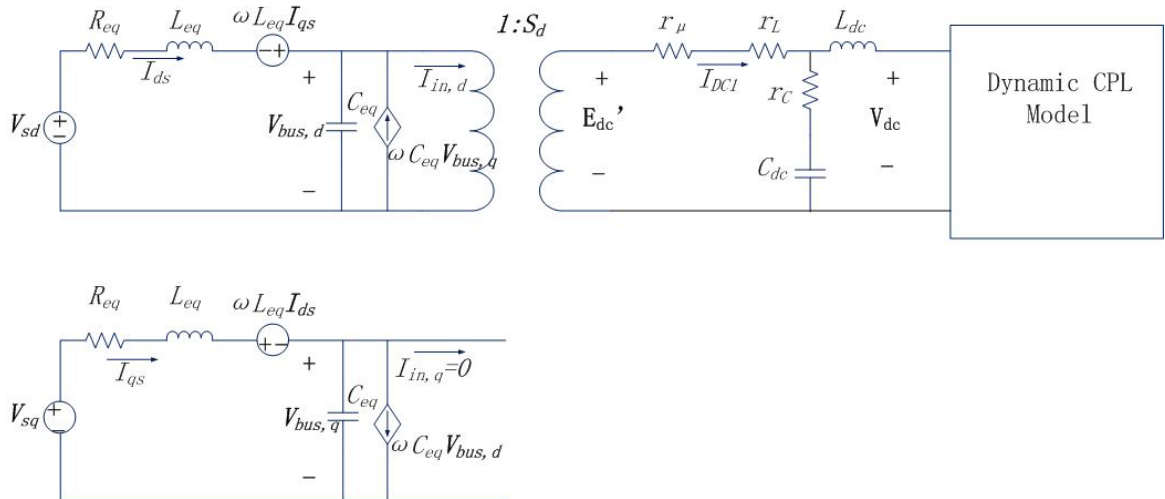 R_eq L_eq ωL_eq I_qs 1:S_d r_μ r_L L_dc
I_ds I_in,d I_DC1
V_sd + − −+ + V_bus,d − C_eq ωC_eq V_bus,q + E_dc' − r_C C_dc + V_dc −
Dynamic CPL
Model
R_eq L_eq ωL_eq I_ds
I_qs I_in,q=0
V_sq + − +− + V_bus,q − C_eq ωC_eq V_bus,d